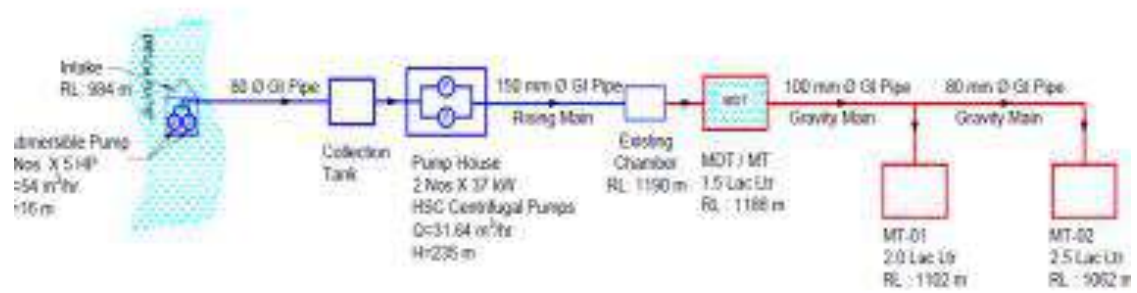 Intake
RL: 984 m
80 Ø GI Pipe
ubmersible Pump
Nos X 5 HP
=54 m³/hr
=16 m
Collection
Tank
Pump House
2 Nos X 37 kW
HSC Centrifugal Pumps
Q=31.64 m³/hr
H=235 m
150 mm Ø GI Pipe
Rising Main
Existing
Chamber
RL: 1190 m
MDT
MDT / MT
1.5 Lac Ltr
RL : 1186 m
100 mm Ø GI Pipe
Gravity Main
80 mm Ø GI Pipe
Gravity Main
MT-01
2.0 Lac Ltr
RL : 1102 m
MT-02
2.5 Lac Ltr
RL : 1062 m